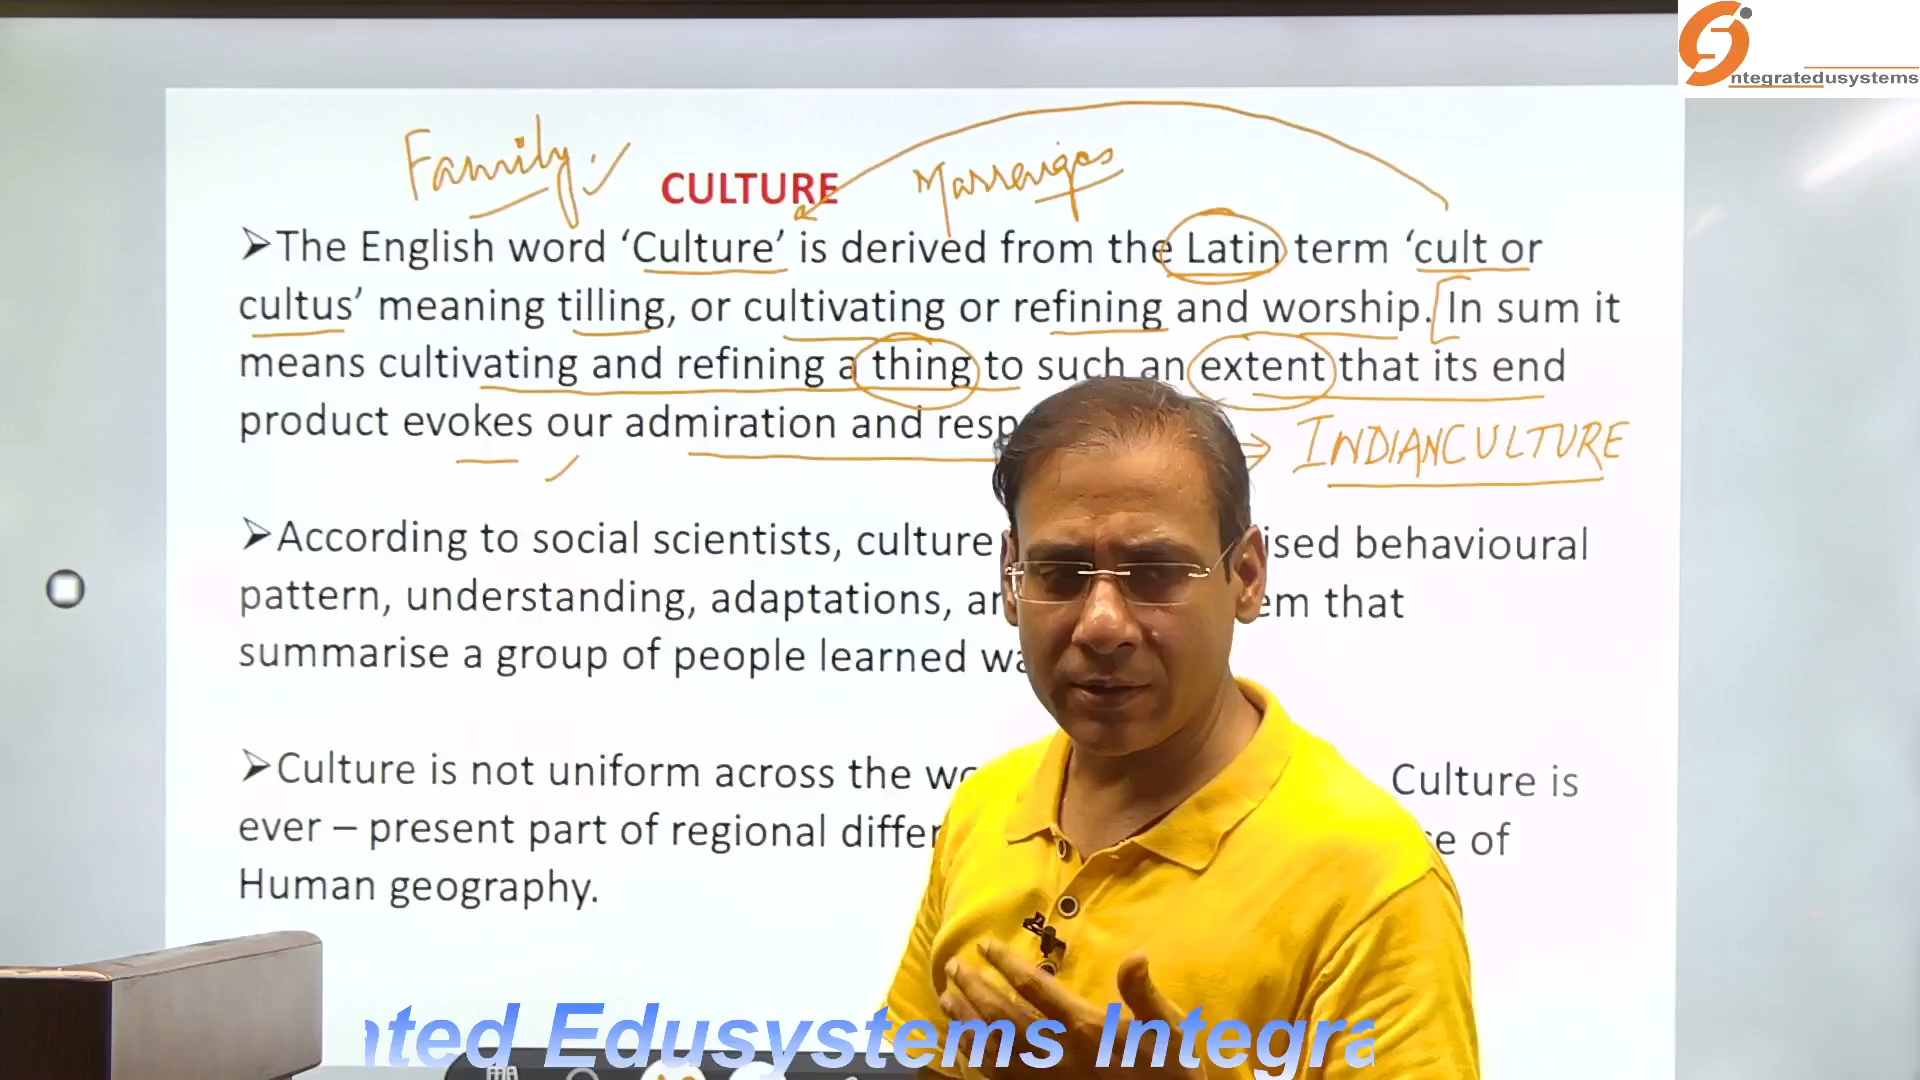 ntegratedusystems
Family.
CULTURE
Marrenges
➤The English word ‘Culture’ is derived from the Latin term ‘cult or
cultus’ meaning tilling, or cultivating or refining and worship. In sum it
means cultivating and refining a thing to such an extent that its end
product evokes our admiration and resp
→ INDIANCULTURE
➤According to social scientists, culture ised behavioural
pattern, understanding, adaptations, em that
summarise a group of people learned
➤Culture is not uniform across the Culture is
ever – present part of regional differ e of
Human geography.
ated Edusystems Integra